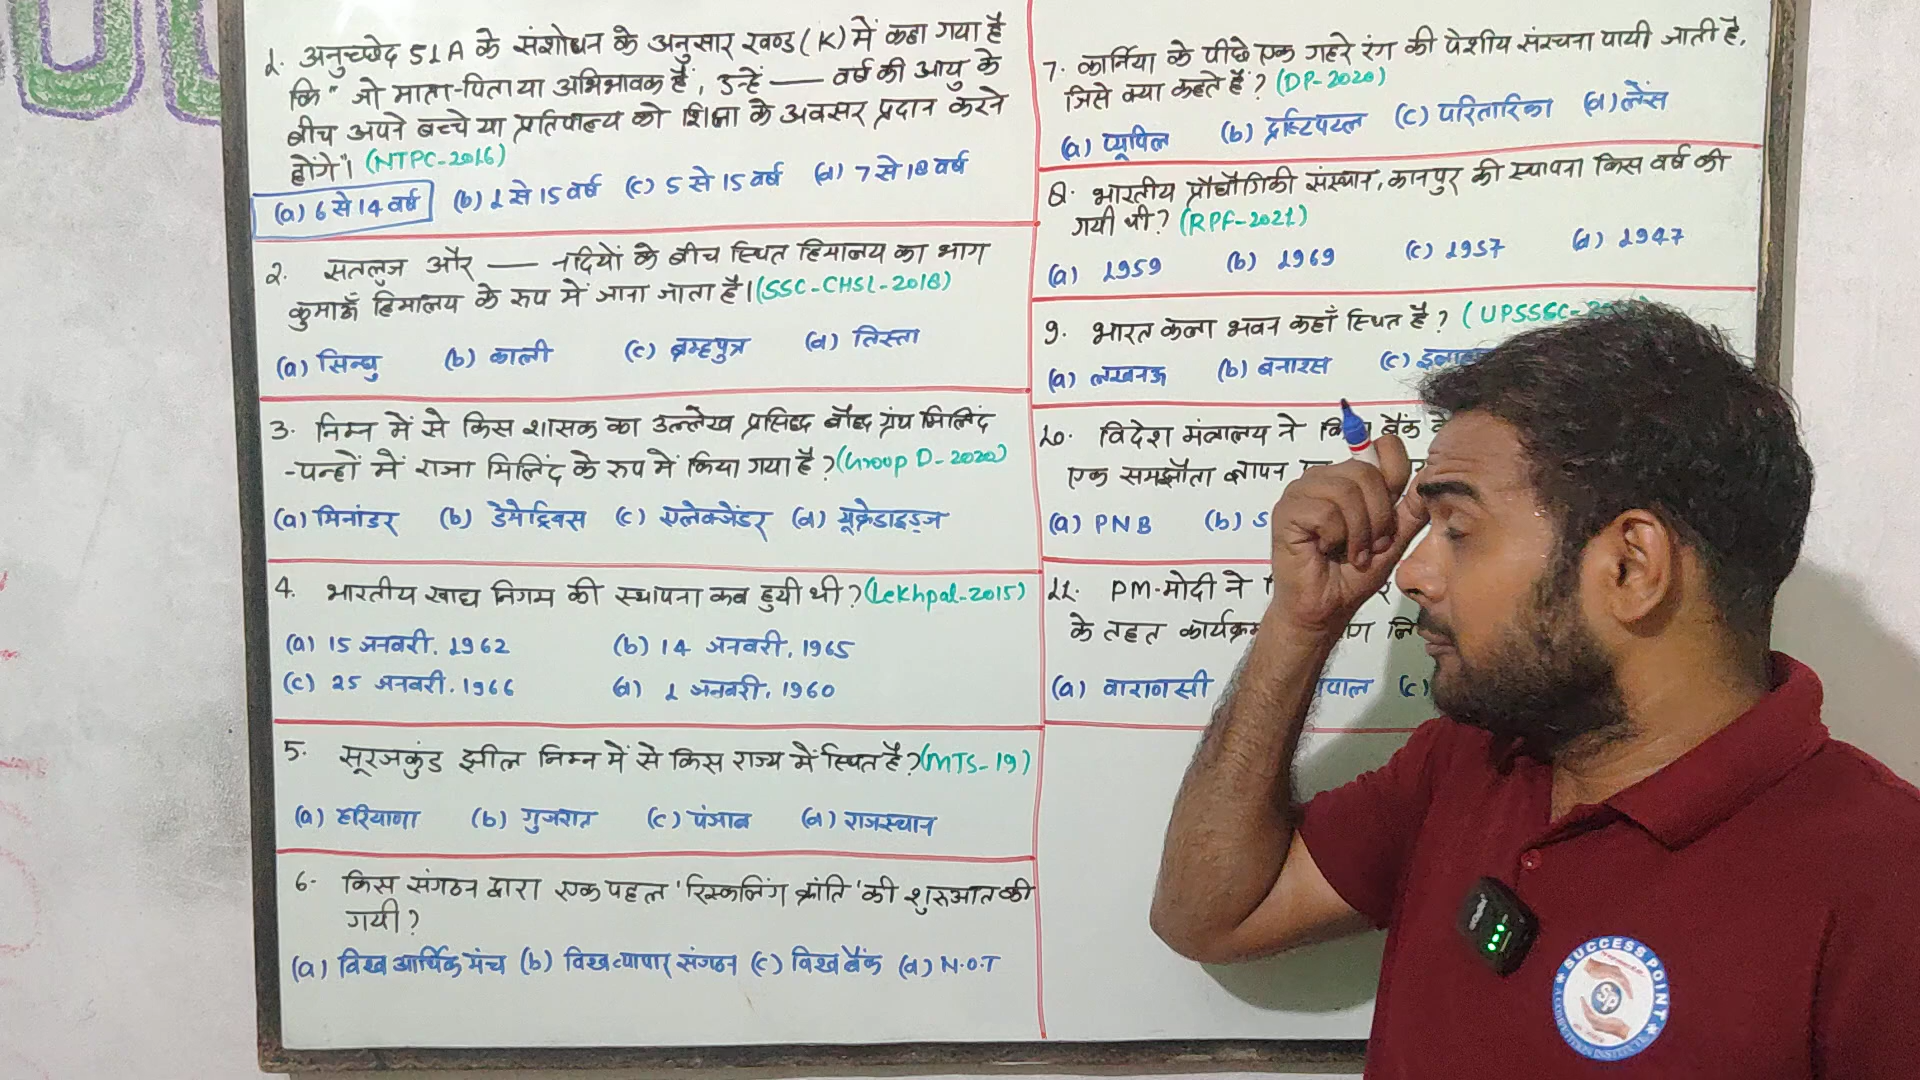 1. अनुच्छेद 51A के संशोधन के अनुसार खण्ड (K) में कहा गया है
कि "जो माता-पिता या अभिभावक हैं, उन्हें — वर्ष की आयु के
बीच अपने बच्चे या प्रतिपाल्य को शिक्षा के अवसर प्रदान करने
होंगे"। (NTPC-2016)
(a) 6 से 14 वर्ष (b) 1 से 15 वर्ष (c) 5 से 15 वर्ष (d) 7 से 18 वर्ष
2. सतलुज और — नदियों के बीच स्थित हिमालय का भाग
कुमाऊँ हिमालय के रूप में जाना जाता है। (SSC-CHSL-2018)
(a) सिन्धु (b) काली (c) ब्रम्हपुत्र (d) तिस्ता
3. निम्न में से किस शासक का उल्लेख प्रसिद्ध बौद्ध ग्रंथ मिलिंद
-पन्हों में राजा मिलिंद के रूप में किया गया है? (Group D-2020)
(a) मिनांडर (b) डेमेट्रियस (c) एलेक्जेंडर (d) यूक्रेडाइड्ज
4. भारतीय खाद्य निगम की स्थापना कब हुयी थी? (Lekhpal-2015)
(a) 15 जनवरी, 1962 (b) 14 जनवरी, 1965
(c) 25 जनवरी, 1966 (d) 1 जनवरी, 1960
5. सूरजकुंड झील निम्न में से किस राज्य में स्थित है? (MTS-19)
(a) हरियाणा (b) गुजरात (c) पंजाब (d) राजस्थान
6- किस संगठन द्वारा एक पहल 'रिस्कलिंग क्रांति' की शुरुआत की
गयी?
(a) विश्व आर्थिक मंच (b) विश्व व्यापार संगठन (c) विश्व बैंक (d) N.O.T
7. कार्निया के पीछे एक गहरे रंग की पेशीय संरचना पायी जाती है,
जिसे क्या कहते हैं? (DP-2020)
(a) प्यूपिल (b) दृष्टिपटल (c) परितारिका (d) लेंस
8. भारतीय प्रौद्योगिकी संस्थान, कानपुर की स्थापना किस वर्ष की
गयी थी? (RPF-2021)
(a) 1959 (b) 1969 (c) 1957 (d) 1947
9. भारत कला भवन कहाँ स्थित है? (UPSSSC-
(a) लखनऊ (b) बनारस (c)
10. विदेश मंत्रालय ने बैंक
एक समझौता ज्ञापन
(a) PNB (b) S
11. PM-मोदी ने
के तहत कार्यक्रम
(a) वाराणसी (c)
SUCCESS POINT
SP